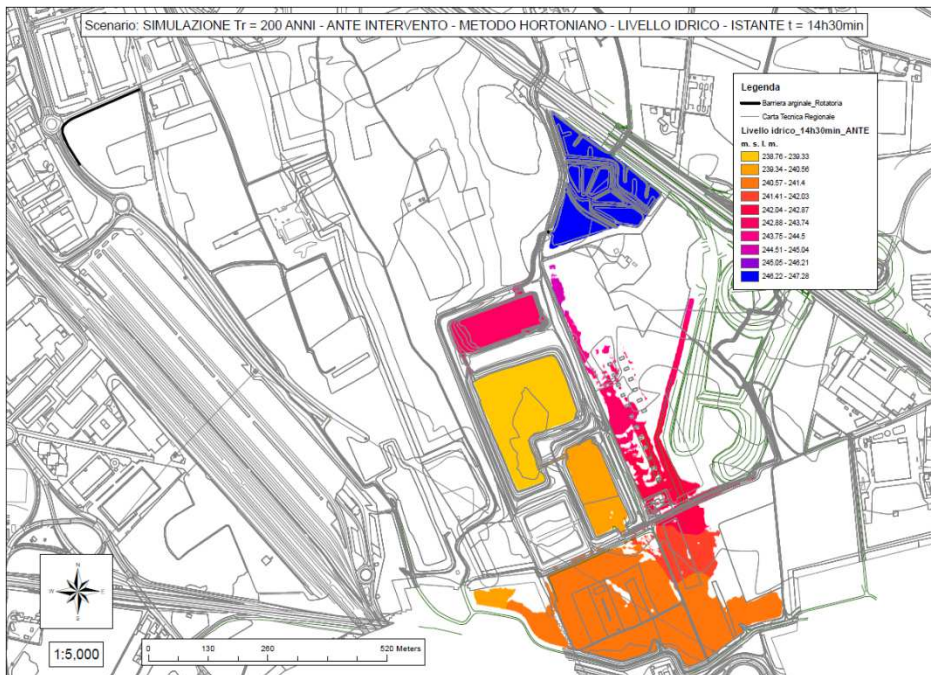 Scenario: SIMULAZIONE Tr = 200 ANNI - ANTE INTERVENTO - METODO HORTONIANO - LIVELLO IDRICO - ISTANTE t = 14h30min
Legenda
Barriera arginale_Rotatoria
Carta Tecnica Regionale
Livello idrico_14h30min_ANTE
m. s. l. m.
238.76 - 239.33
239.34 - 240.56
240.57 - 241.4
241.41 - 242.03
242.04 - 242.87
242.88 - 243.74
243.75 - 244.5
244.51 - 245.04
245.05 - 246.21
246.22 - 247.28
N
W
E
S
1:5,000
0 130 260 520 Meters